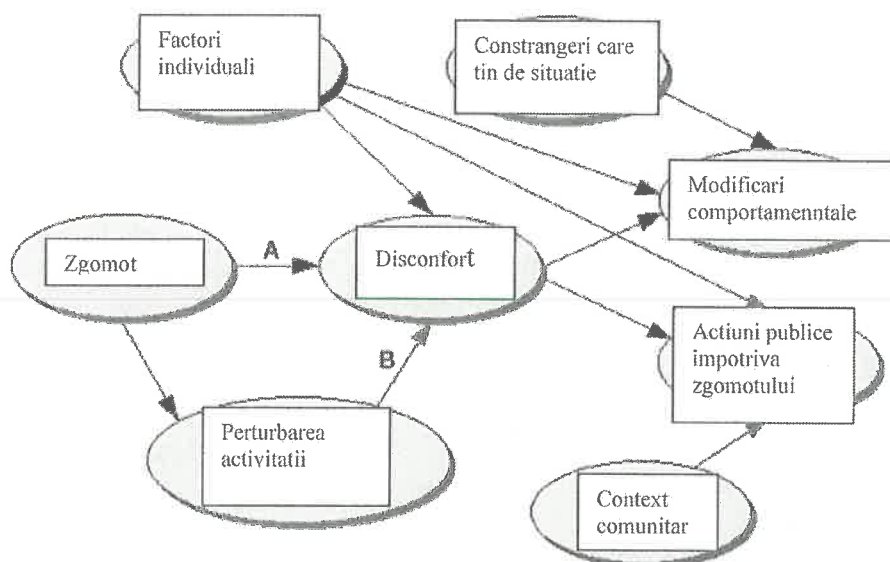 Factori
individuali
Constrangeri care
tin de situatie
Modificari
comportamenntale
Zgomot
A
Disconfort
B
Actiuni publice
impotriva
zgomotului
Perturbarea
activitatii
Context
comunitar